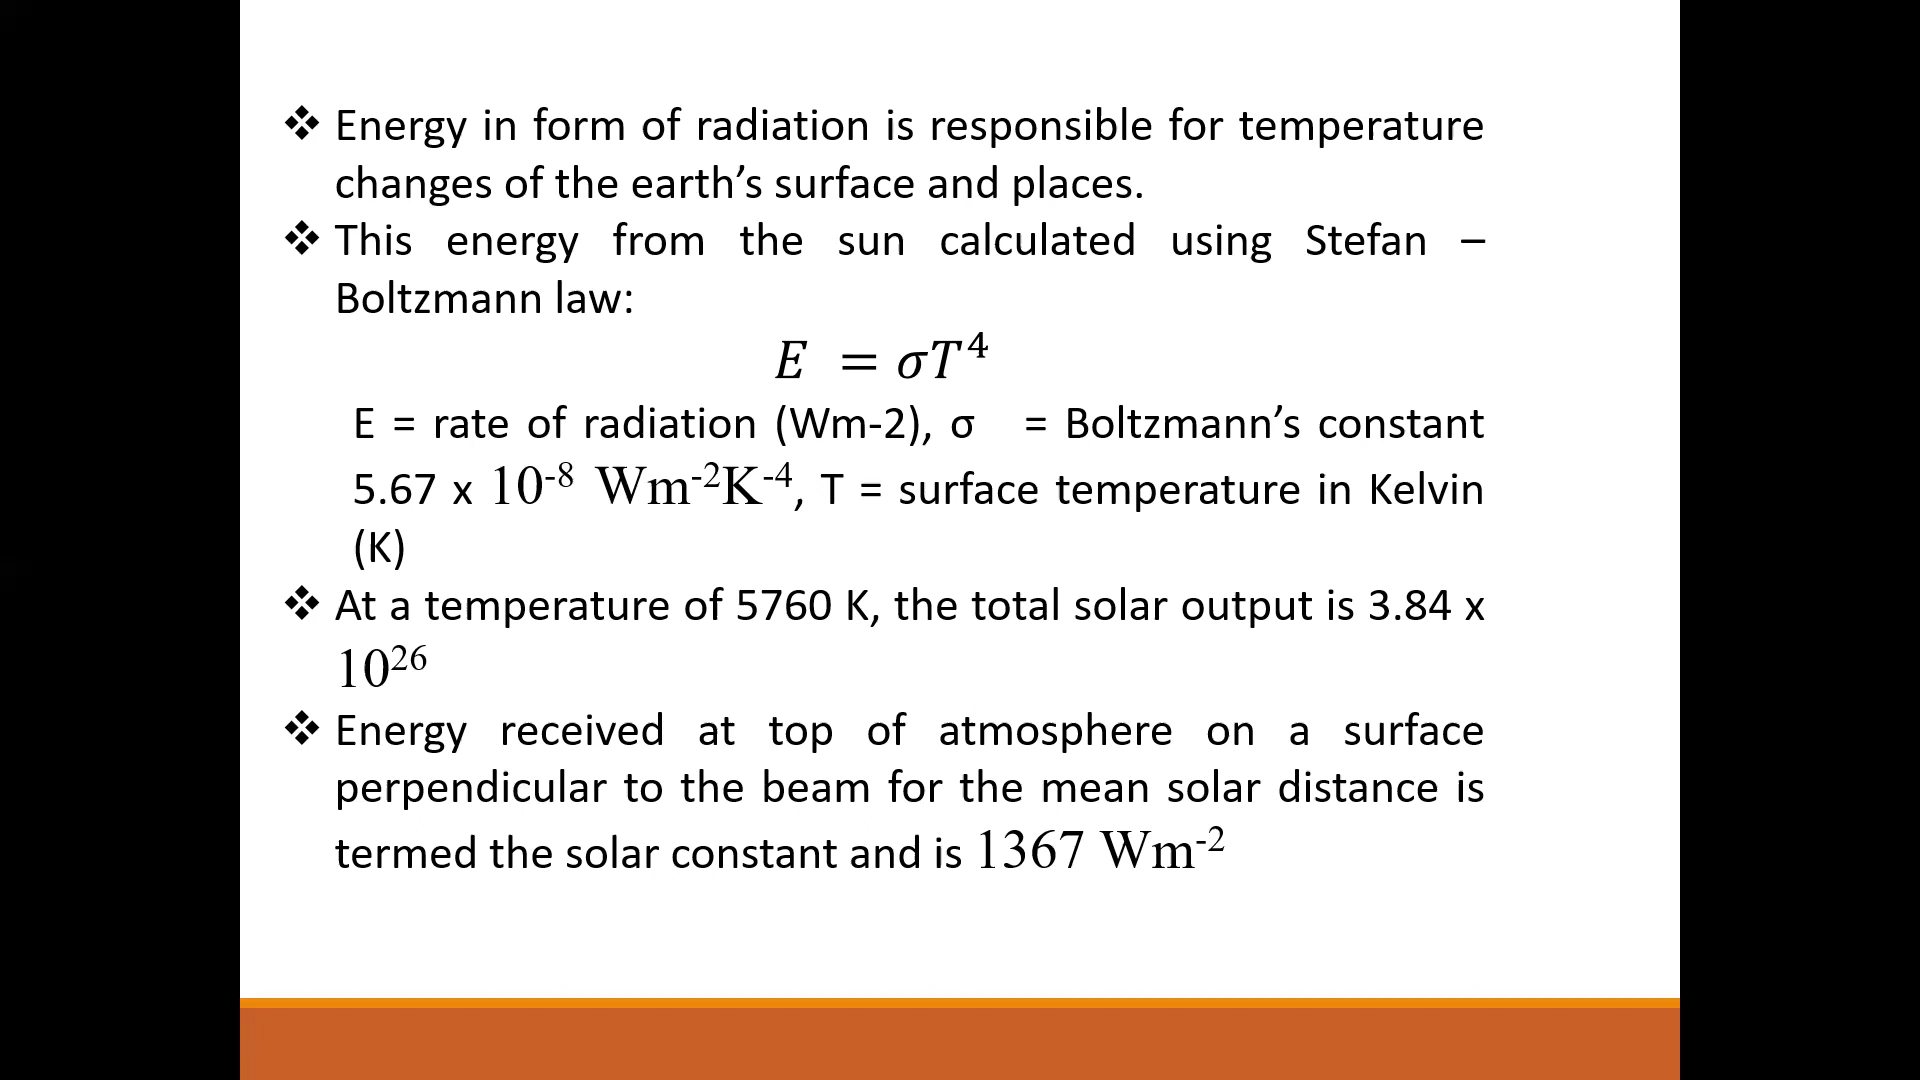 ❖ Energy in form of radiation is responsible for temperature
changes of the earth’s surface and places.
❖ This energy from the sun calculated using Stefan –
Boltzmann law:
E = σT⁴
E = rate of radiation (Wm-2), σ = Boltzmann’s constant
5.67 x 10⁻⁸ Wm⁻²K⁻⁴, T = surface temperature in Kelvin
(K)
❖ At a temperature of 5760 K, the total solar output is 3.84 x
10²⁶
❖ Energy received at top of atmosphere on a surface
perpendicular to the beam for the mean solar distance is
termed the solar constant and is 1367 Wm⁻²